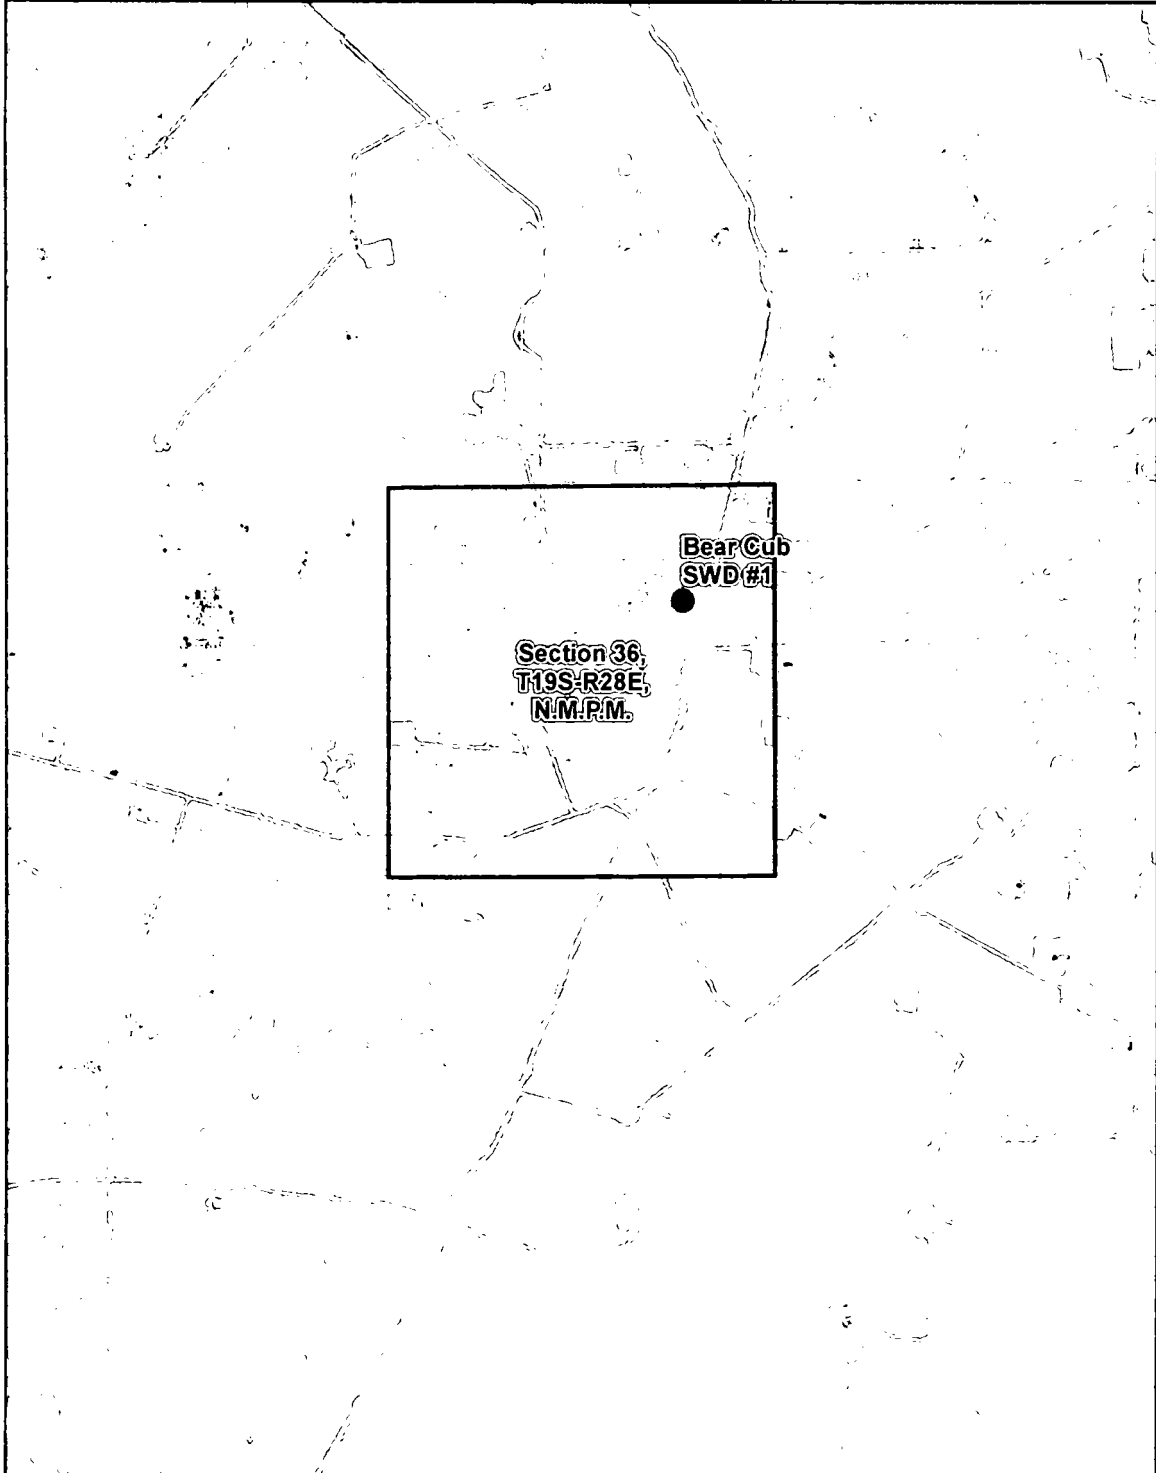 Bear Cub
SWD #1
Section 36,
T19S-R28E,
N.M.P.M.